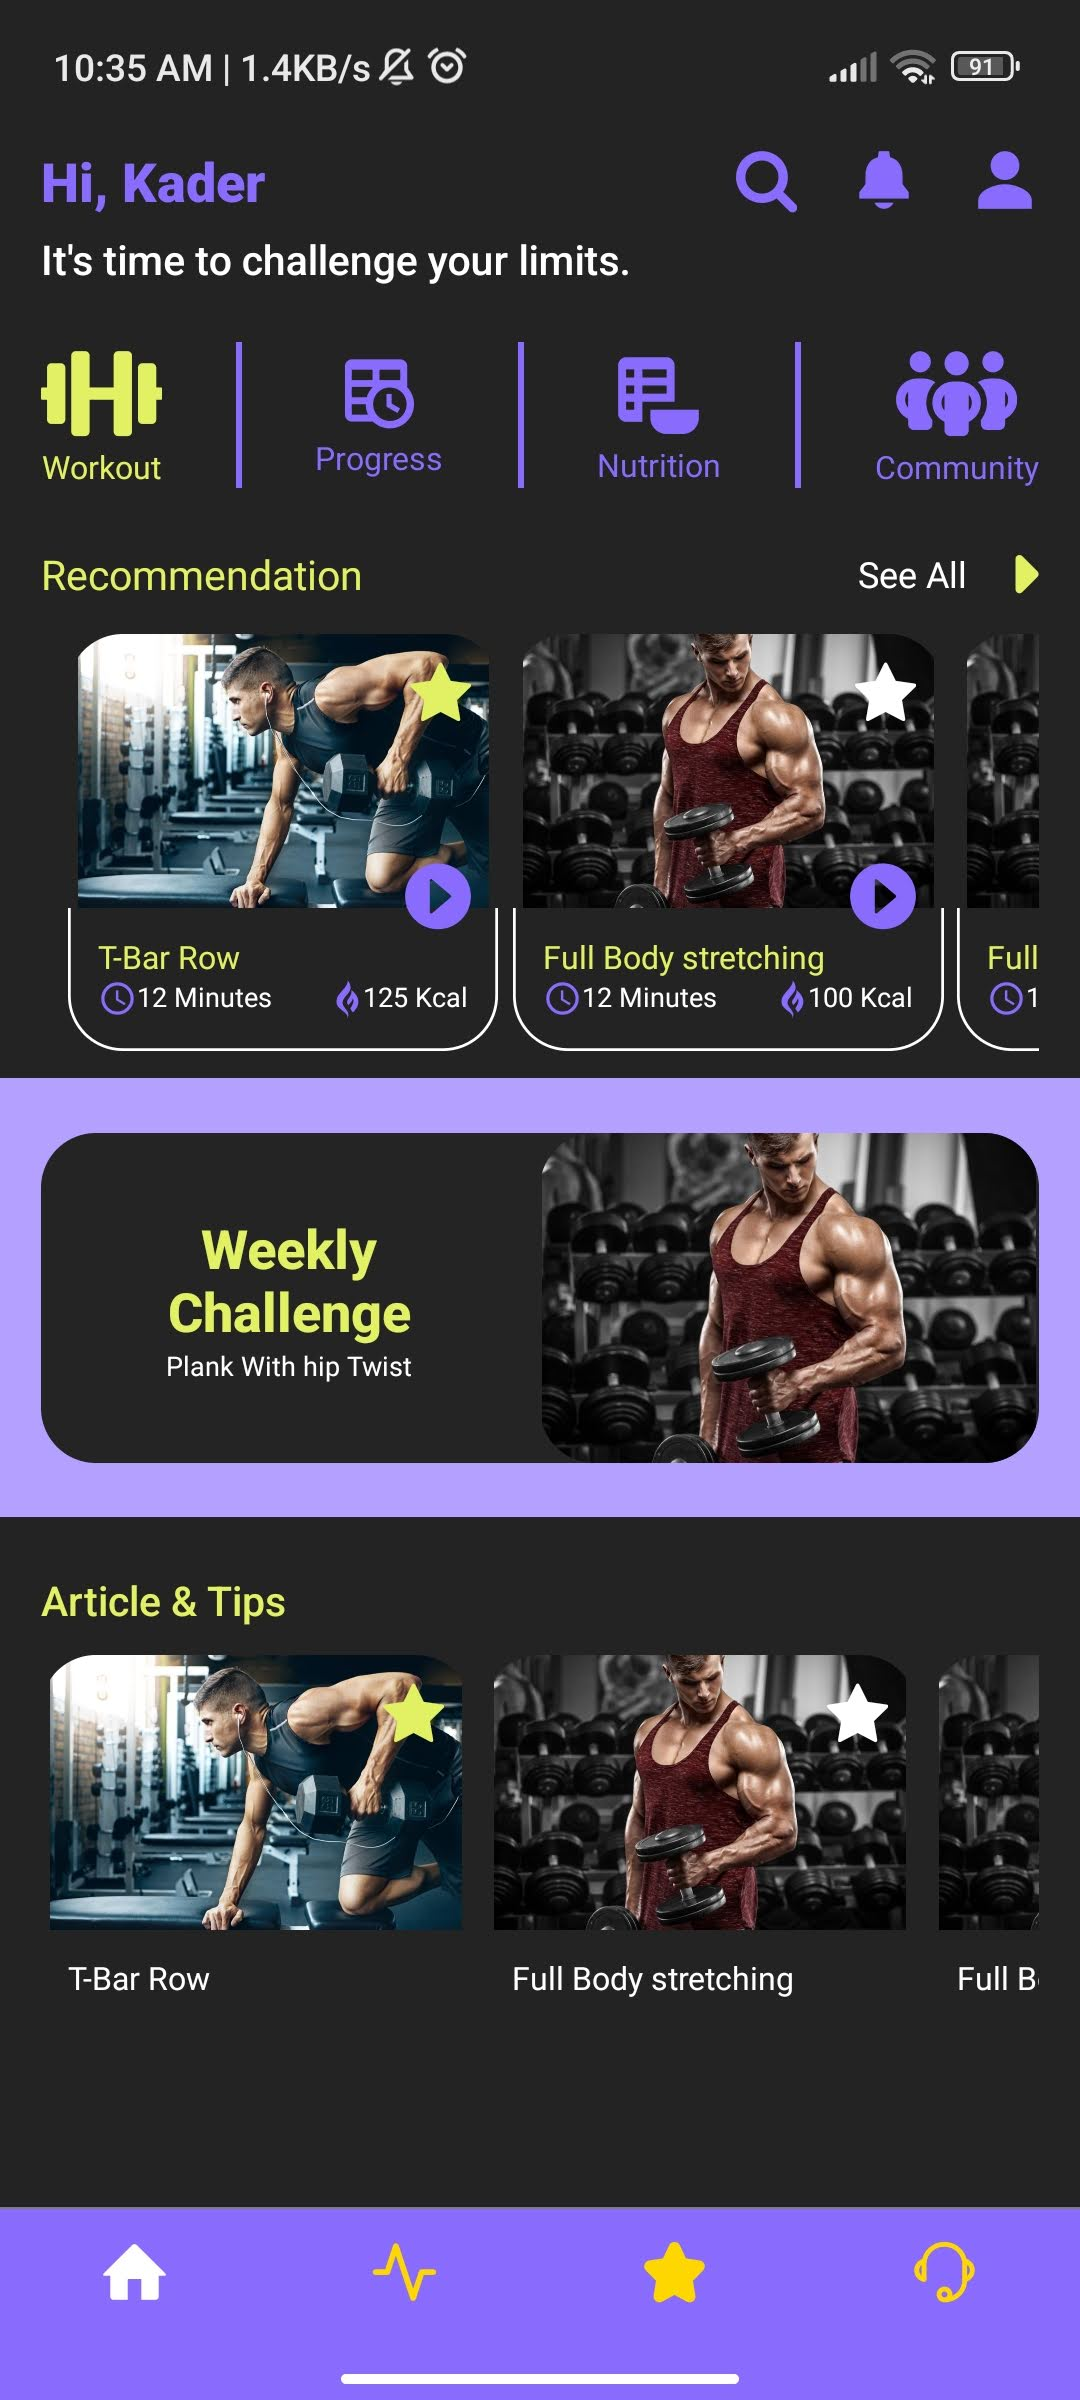 10:35 AM | 1.4KB/s
91
Hi, Kader
It's time to challenge your limits.
Workout
Progress
Nutrition
Community
Recommendation
See All
T-Bar Row
12 Minutes
125 Kcal
Full Body stretching
12 Minutes
100 Kcal
Full
1
Weekly
Challenge
Plank With hip Twist
Article & Tips
T-Bar Row
Full Body stretching
Full B